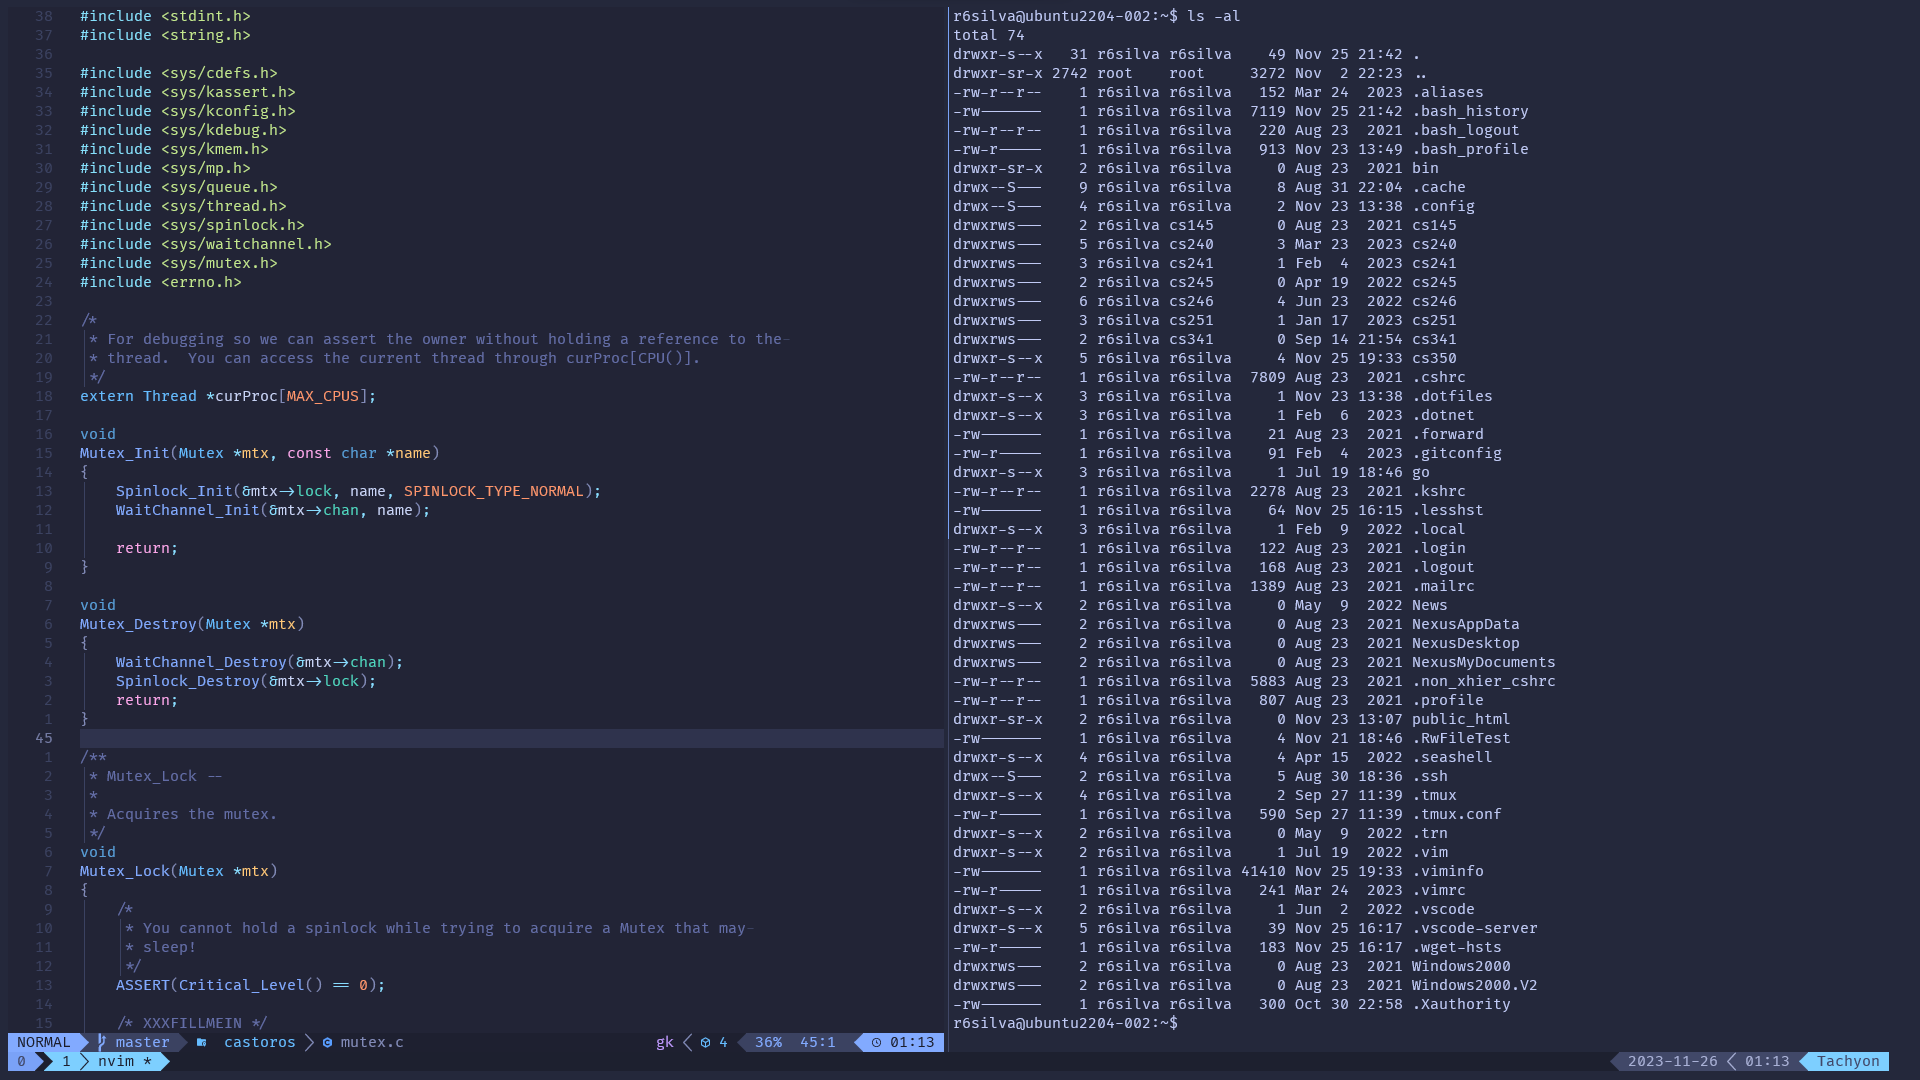 38 #include <stdint.h>
37 #include <string.h>
36
35 #include <sys/cdefs.h>
34 #include <sys/kassert.h>
33 #include <sys/kconfig.h>
32 #include <sys/kdebug.h>
31 #include <sys/kmem.h>
30 #include <sys/mp.h>
29 #include <sys/queue.h>
28 #include <sys/thread.h>
27 #include <sys/spinlock.h>
26 #include <sys/waitchannel.h>
25 #include <sys/mutex.h>
24 #include <errno.h>
23
22 /*
21  * For debugging so we can assert the owner without holding a reference to the-
20  * thread.  You can access the current thread through curProc[CPU()].
19  */
18 extern Thread *curProc[MAX_CPUS];
17
16 void
15 Mutex_Init(Mutex *mtx, const char *name)
14 {
13     Spinlock_Init(&mtx->lock, name, SPINLOCK_TYPE_NORMAL);
12     WaitChannel_Init(&mtx->chan, name);
11
10     return;
9 }
8
7 void
6 Mutex_Destroy(Mutex *mtx)
5 {
4     WaitChannel_Destroy(&mtx->chan);
3     Spinlock_Destroy(&mtx->lock);
2     return;
1 }
45
1 /**
2  * Mutex_Lock --
3  *
4  * Acquires the mutex.
5  */
6 void
7 Mutex_Lock(Mutex *mtx)
8 {
9     /*
10      * You cannot hold a spinlock while trying to acquire a Mutex that may-
11      * sleep!
12      */
13     ASSERT(Critical_Level() == 0);
14
15     /* XXXFILLMEIN */
NORMAL master castoros mutex.c gk 4 36% 45:1 01:13
r6silva@ubuntu2204-002:~$ ls -al
total 74
drwxr-s--x   31 r6silva r6silva    49 Nov 25 21:42 .
drwxr-sr-x 2742 root    root     3272 Nov  2 22:23 ..
-rw-r--r--    1 r6silva r6silva   152 Mar 24  2023 .aliases
-rw-------    1 r6silva r6silva  7119 Nov 25 21:42 .bash_history
-rw-r--r--    1 r6silva r6silva   220 Aug 23  2021 .bash_logout
-rw-r-----    1 r6silva r6silva   913 Nov 23 13:49 .bash_profile
drwxr-sr-x    2 r6silva r6silva     0 Aug 23  2021 bin
drwx--S---    9 r6silva r6silva     8 Aug 31 22:04 .cache
drwx--S---    4 r6silva r6silva     2 Nov 23 13:38 .config
drwxrws---    2 r6silva cs145       0 Aug 23  2021 cs145
drwxrws---    5 r6silva cs240       3 Mar 23  2023 cs240
drwxrws---    3 r6silva cs241       1 Feb  4  2023 cs241
drwxrws---    2 r6silva cs245       0 Apr 19  2022 cs245
drwxrws---    6 r6silva cs246       4 Jun 23  2022 cs246
drwxrws---    3 r6silva cs251       1 Jan 17  2023 cs251
drwxrws---    2 r6silva cs341       0 Sep 14 21:54 cs341
drwxr-s--x    5 r6silva r6silva     4 Nov 25 19:33 cs350
-rw-r--r--    1 r6silva r6silva  7809 Aug 23  2021 .cshrc
drwxr-s--x    3 r6silva r6silva     1 Nov 23 13:38 .dotfiles
drwxr-s--x    3 r6silva r6silva     1 Feb  6  2023 .dotnet
-rw-------    1 r6silva r6silva    21 Aug 23  2021 .forward
-rw-r-----    1 r6silva r6silva    91 Feb  4  2023 .gitconfig
drwxr-s--x    3 r6silva r6silva     1 Jul 19 18:46 go
-rw-r--r--    1 r6silva r6silva  2278 Aug 23  2021 .kshrc
-rw-------    1 r6silva r6silva    64 Nov 25 16:15 .lesshst
drwxr-s--x    3 r6silva r6silva     1 Feb  9  2022 .local
-rw-r--r--    1 r6silva r6silva   122 Aug 23  2021 .login
-rw-r--r--    1 r6silva r6silva   168 Aug 23  2021 .logout
-rw-r--r--    1 r6silva r6silva  1389 Aug 23  2021 .mailrc
drwxr-s--x    2 r6silva r6silva     0 May  9  2022 News
drwxrws---    2 r6silva r6silva     0 Aug 23  2021 NexusAppData
drwxrws---    2 r6silva r6silva     0 Aug 23  2021 NexusDesktop
drwxrws---    2 r6silva r6silva     0 Aug 23  2021 NexusMyDocuments
-rw-r--r--    1 r6silva r6silva  5883 Aug 23  2021 .non_xhier_cshrc
-rw-r--r--    1 r6silva r6silva   807 Aug 23  2021 .profile
drwxr-sr-x    2 r6silva r6silva     0 Nov 23 13:07 public_html
-rw-------    1 r6silva r6silva     4 Nov 21 18:46 .RwFileTest
drwxr-s--x    4 r6silva r6silva     4 Apr 15  2022 .seashell
drwx--S---    2 r6silva r6silva     5 Aug 30 18:36 .ssh
drwxr-s--x    4 r6silva r6silva     2 Sep 27 11:39 .tmux
-rw-r-----    1 r6silva r6silva   590 Sep 27 11:39 .tmux.conf
drwxr-s--x    2 r6silva r6silva     0 May  9  2022 .trn
drwxr-s--x    2 r6silva r6silva     1 Jul 19  2022 .vim
-rw-------    1 r6silva r6silva 41410 Nov 25 19:33 .viminfo
-rw-r-----    1 r6silva r6silva   241 Mar 24  2023 .vimrc
drwxr-s--x    2 r6silva r6silva     1 Jun  2  2022 .vscode
drwxr-s--x    5 r6silva r6silva    39 Nov 25 16:17 .vscode-server
-rw-r-----    1 r6silva r6silva   183 Nov 25 16:17 .wget-hsts
drwxrws---    2 r6silva r6silva     0 Aug 23  2021 Windows2000
drwxrws---    2 r6silva r6silva     0 Aug 23  2021 Windows2000.V2
-rw-------    1 r6silva r6silva   300 Oct 30 22:58 .Xauthority
r6silva@ubuntu2204-002:~$
0 1 nvim * 2023-11-26 01:13 Tachyon